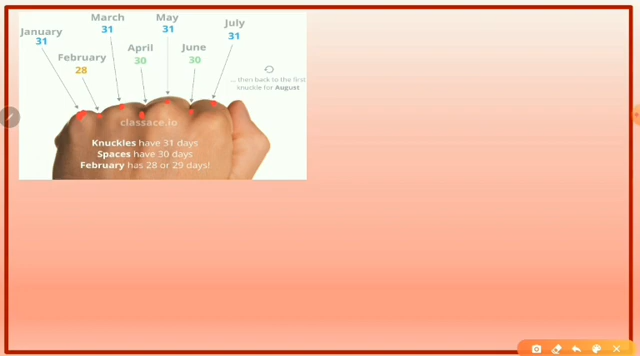 January
31
February
28
March
31
April
30
May
31
June
30
July
31
... then back to the first
knuckle for August
classace.io
Knuckles have 31 days
Spaces have 30 days
February has 28 or 29 days!